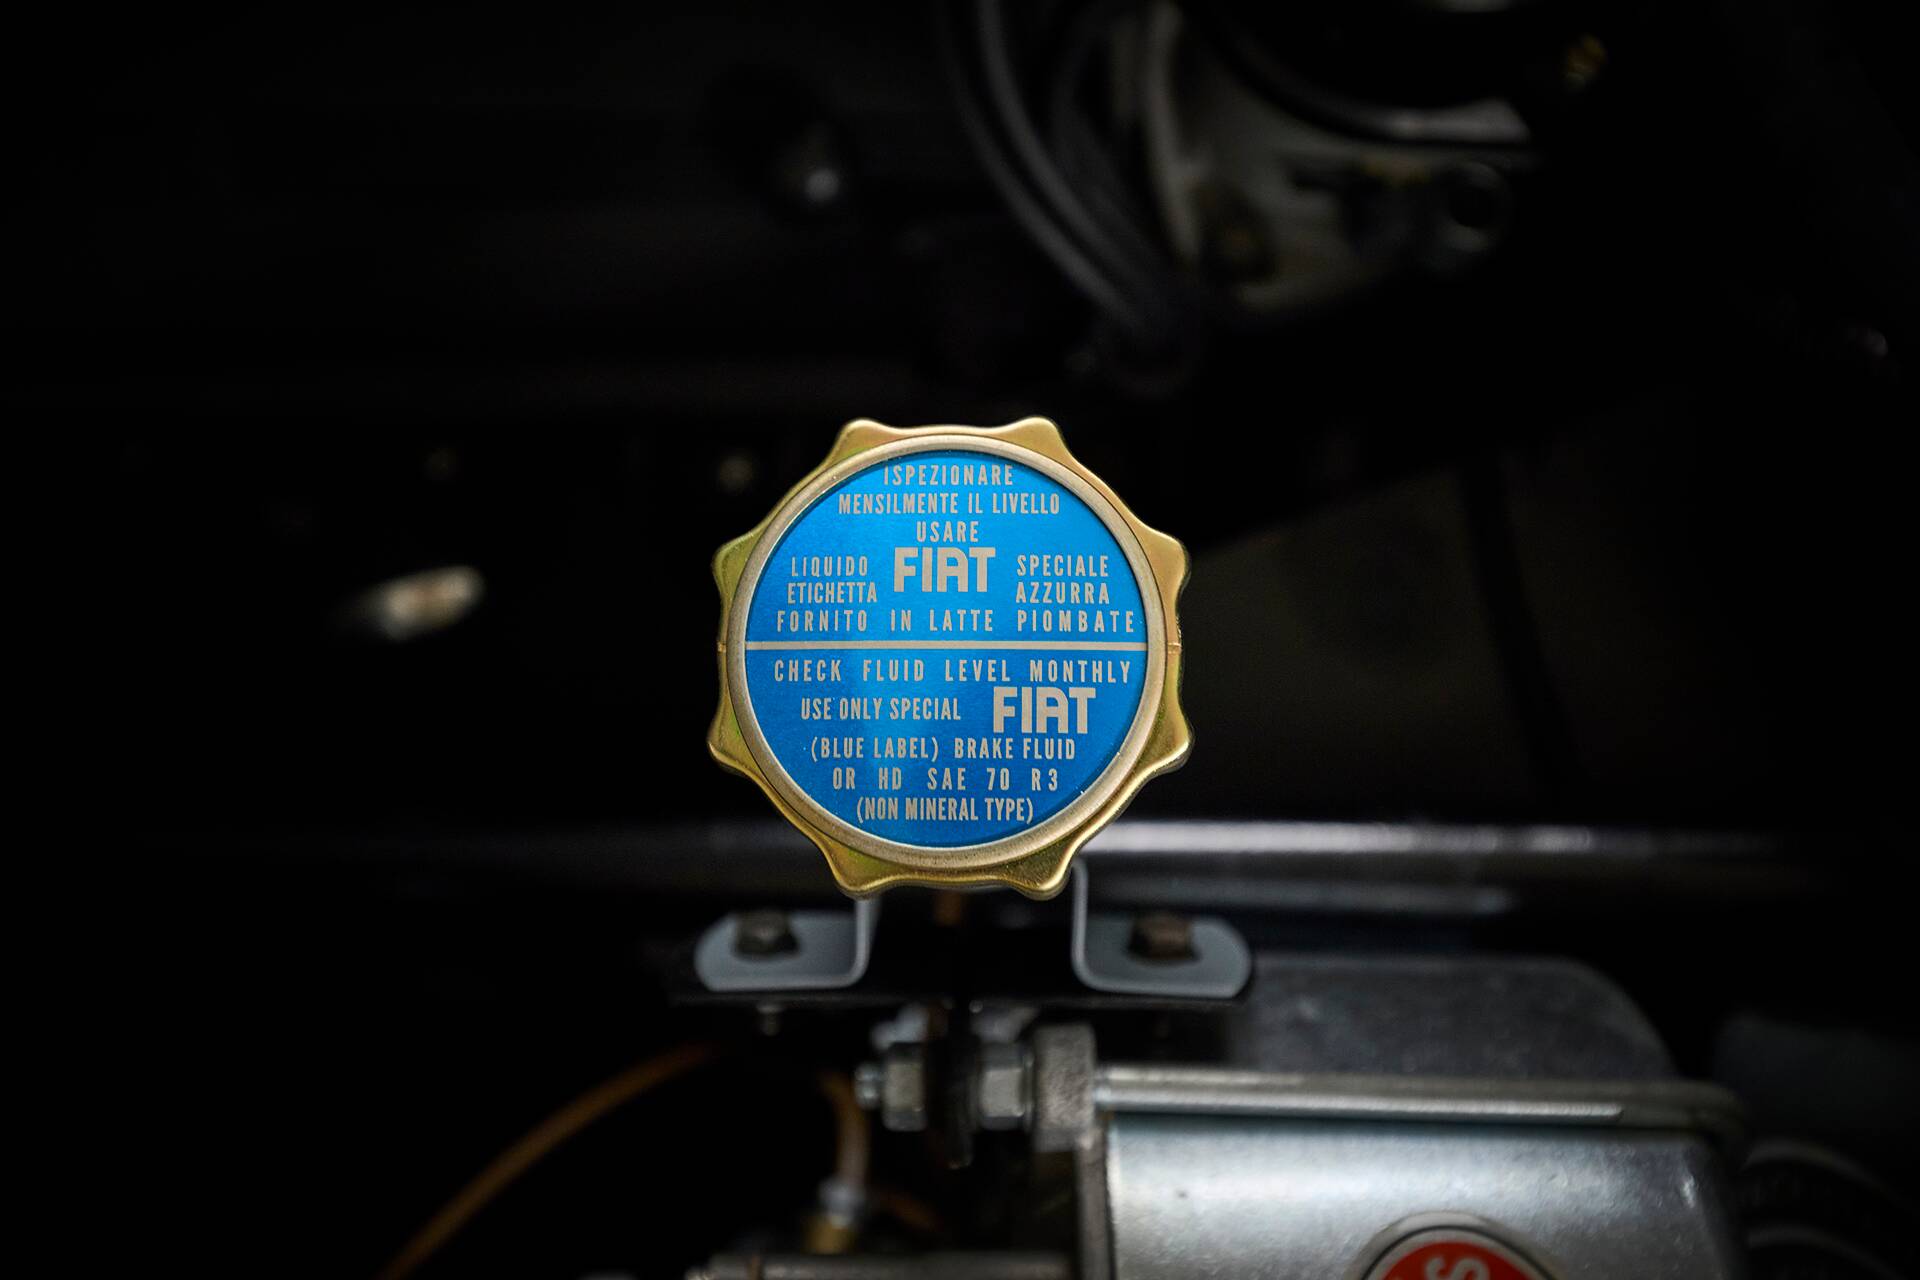 ISPEZIONARE
MENSILMENTE IL LIVELLO
USARE
LIQUIDO FIAT SPECIALE
ETICHETTA AZZURRA
FORNITO IN LATTE PIOMBATE
CHECK FLUID LEVEL MONTHLY
USE ONLY SPECIAL FIAT
(BLUE LABEL) BRAKE FLUID
OR HD SAE 70 R3
(NON MINERAL TYPE)